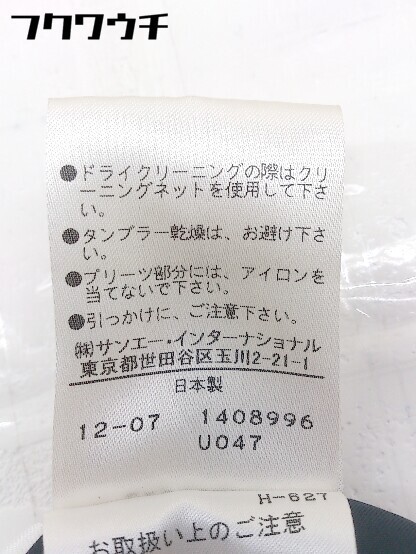 フクワウチ
●ドライクリーニングの際はクリ
ーニングネットを使用して下さ
い。
●タンブラー乾燥は、お避け下さ
い。
●プリーツ部分には、アイロンを
当てないで下さい。
●引っかけに、ご注意下さい。
㈱サンエー・インターナショナル
東京都世田谷区玉川2-21-1
日本製
12-07 1408996
U047
H-627
お取扱い上のご注意